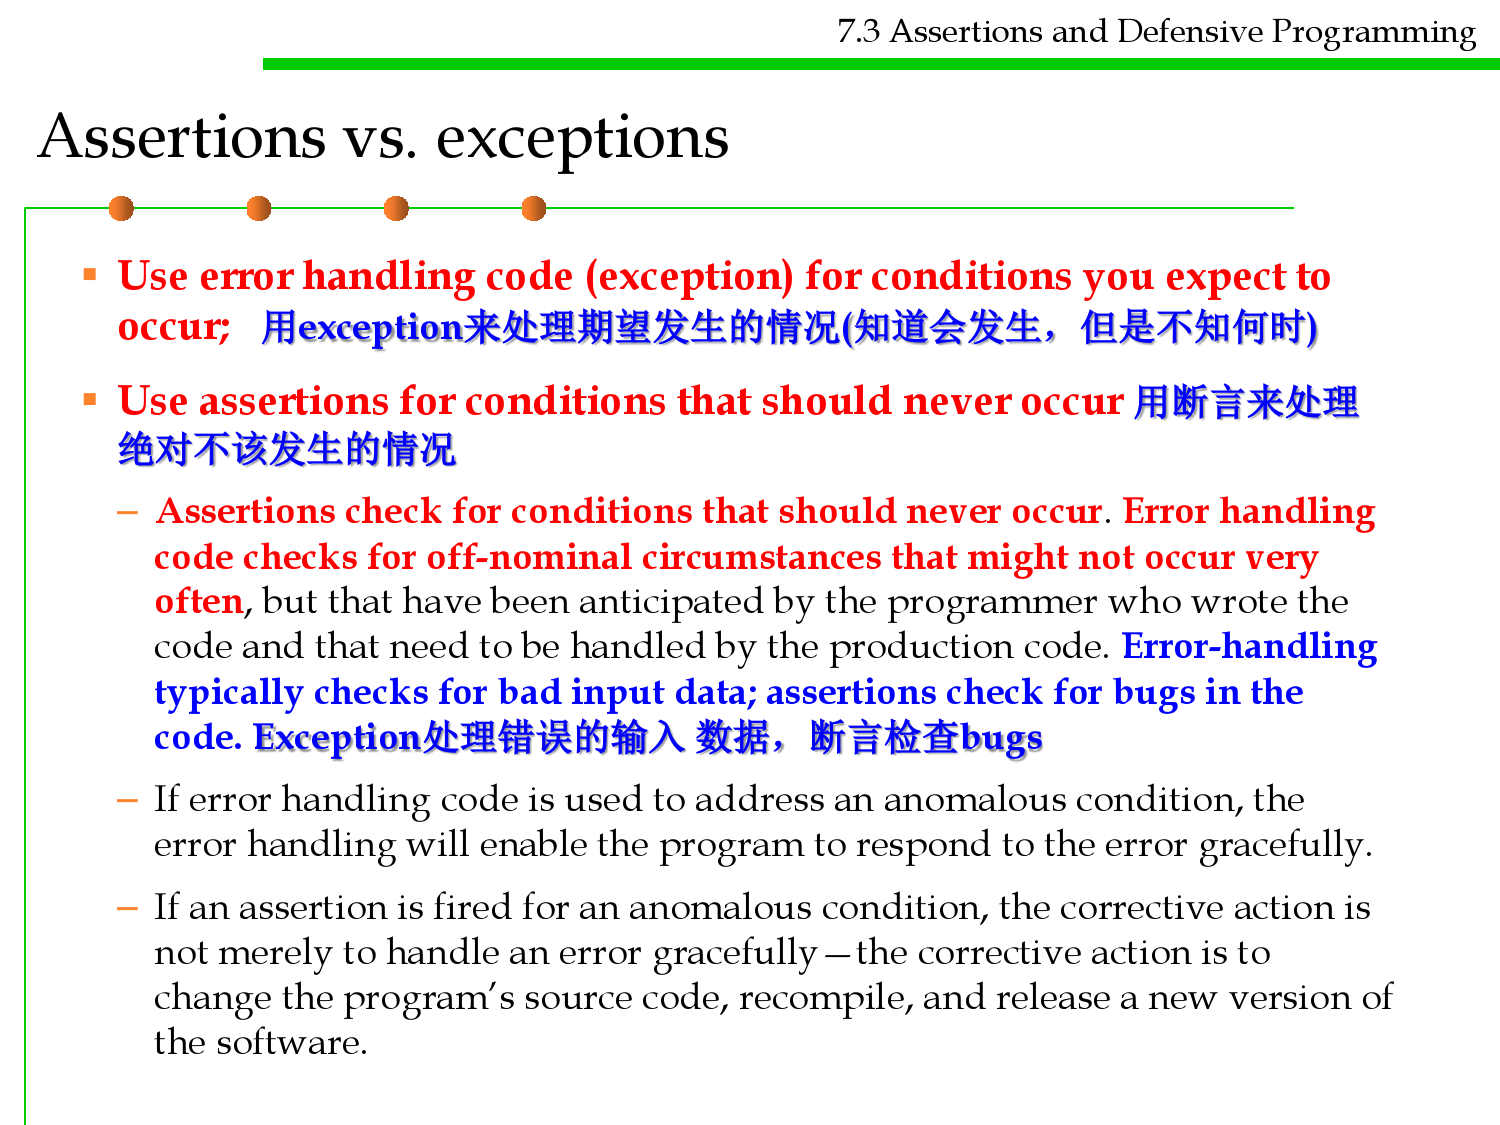 7.3 Assertions and Defensive Programming
Assertions vs. exceptions
▪ Use error handling code (exception) for conditions you expect to
occur; 用exception来处理期望发生的情况(知道会发生，但是不知何时)
▪ Use assertions for conditions that should never occur 用断言来处理
绝对不该发生的情况
– Assertions check for conditions that should never occur. Error handling
code checks for off-nominal circumstances that might not occur very
often, but that have been anticipated by the programmer who wrote the
code and that need to be handled by the production code. Error-handling
typically checks for bad input data; assertions check for bugs in the
code. Exception处理错误的输入 数据，断言检查bugs
– If error handling code is used to address an anomalous condition, the
error handling will enable the program to respond to the error gracefully.
– If an assertion is fired for an anomalous condition, the corrective action is
not merely to handle an error gracefully—the corrective action is to
change the program’s source code, recompile, and release a new version of
the software.